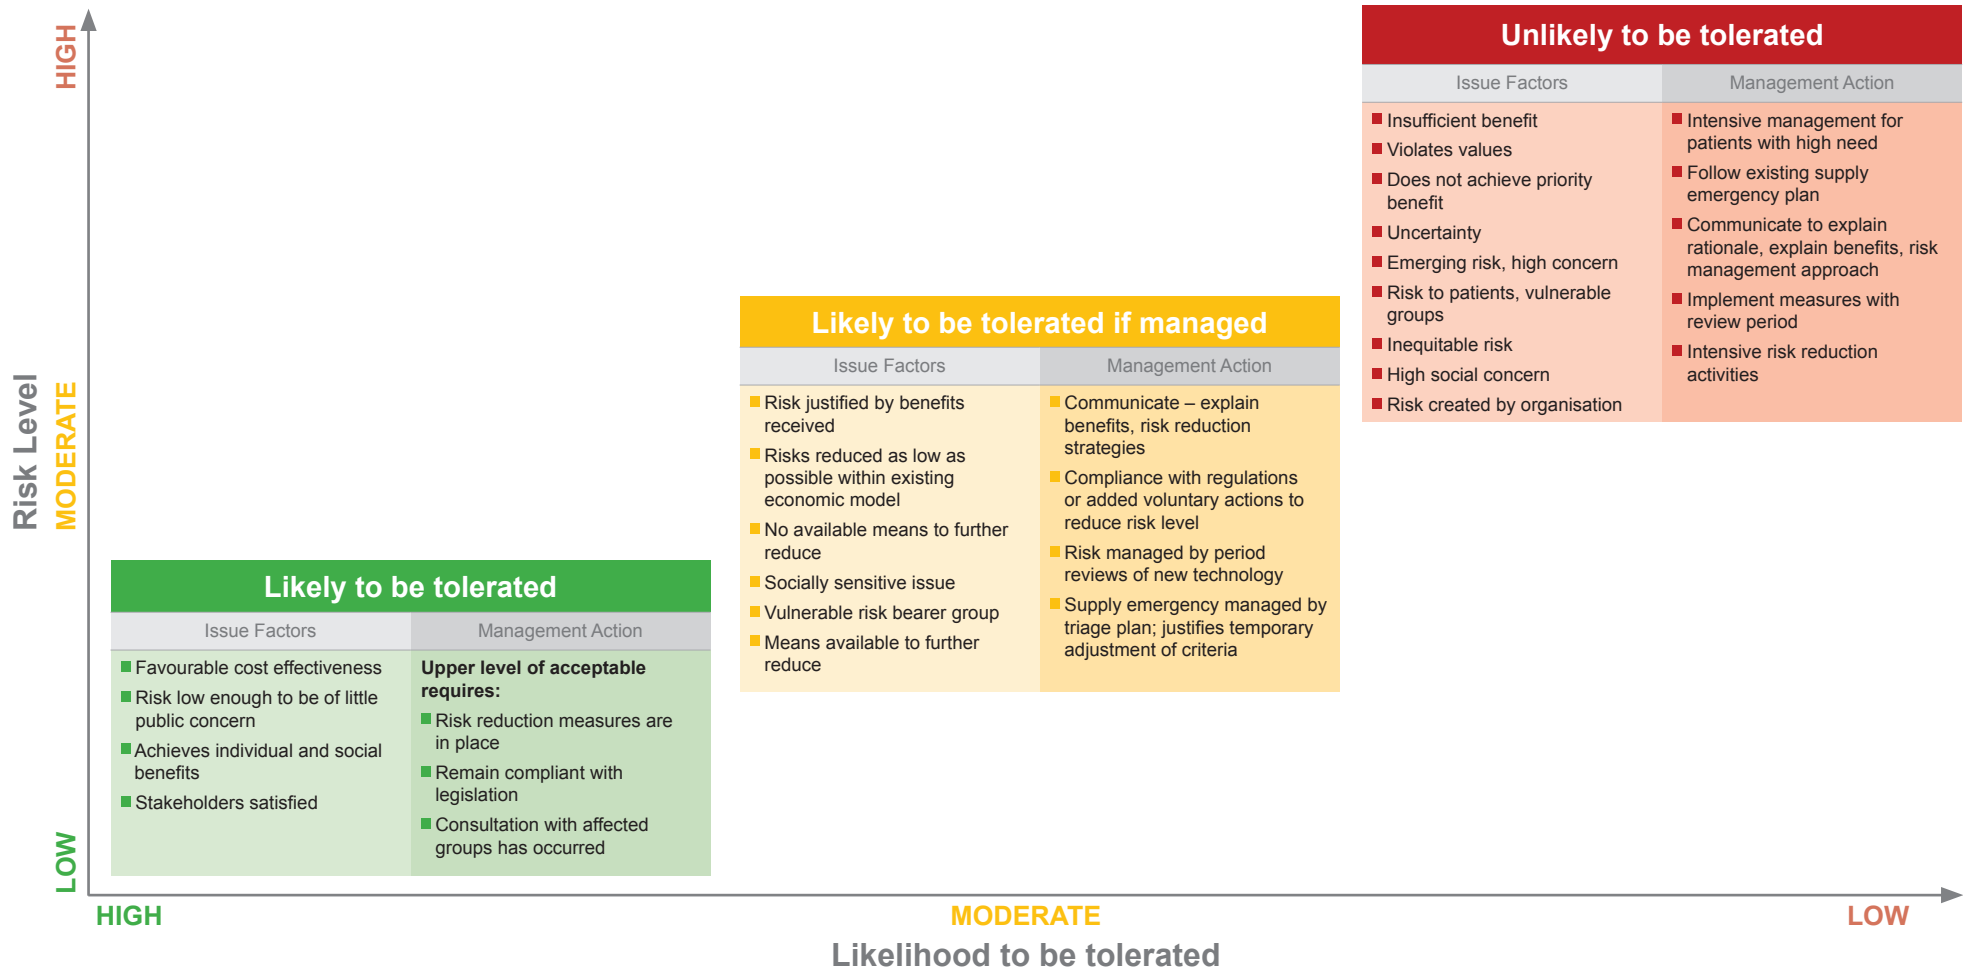 Risk Level
HIGH
MODERATE
LOW
Unlikely to be tolerated
Issue Factors
Insufficient benefit
Violates values
Does not achieve priority
benefit
Uncertainty
Emerging risk, high concern
Risk to patients, vulnerable
groups
Inequitable risk
High social concern
Risk created by organisation
Management Action
Intensive management for
patients with high need
Follow existing supply
emergency plan
Communicate to explain
rationale, explain benefits, risk
management approach
Implement measures with
review period
Intensive risk reduction
activities
Likely to be tolerated if managed
Issue Factors
Risk justified by benefits
received
Risks reduced as low as
possible within existing
economic model
No available means to further
reduce
Socially sensitive issue
Vulnerable risk bearer group
Means available to further
reduce
Management Action
Communicate – explain
benefits, risk reduction
strategies
Compliance with regulations
or added voluntary actions to
reduce risk level
Risk managed by period
reviews of new technology
Supply emergency managed by
triage plan; justifies temporary
adjustment of criteria
Likely to be tolerated
Issue Factors
Favourable cost effectiveness
Risk low enough to be of little
public concern
Achieves individual and social
benefits
Stakeholders satisfied
Management Action
Upper level of acceptable
requires:
Risk reduction measures are
in place
Remain compliant with
legislation
Consultation with affected
groups has occurred
HIGH
MODERATE
LOW
Likelihood to be tolerated